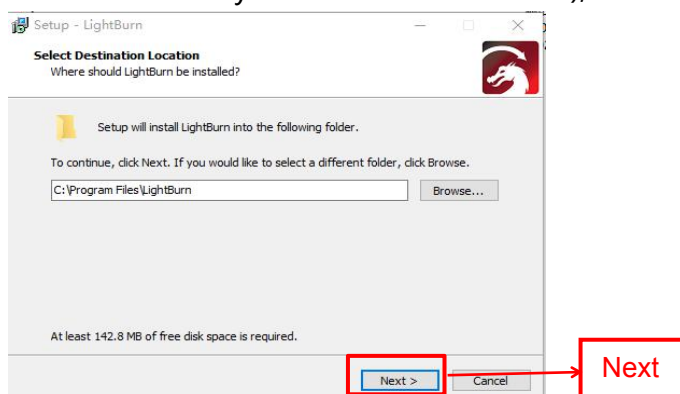 Setup - LightBurn
Select Destination Location
Where should LightBurn be installed?
Setup will install LightBurn into the following folder.
To continue, click Next. If you would like to select a different folder, click Browse.
C:\Program Files\LightBurn
Browse...
At least 142.8 MB of free disk space is required.
Next >
Cancel
Next